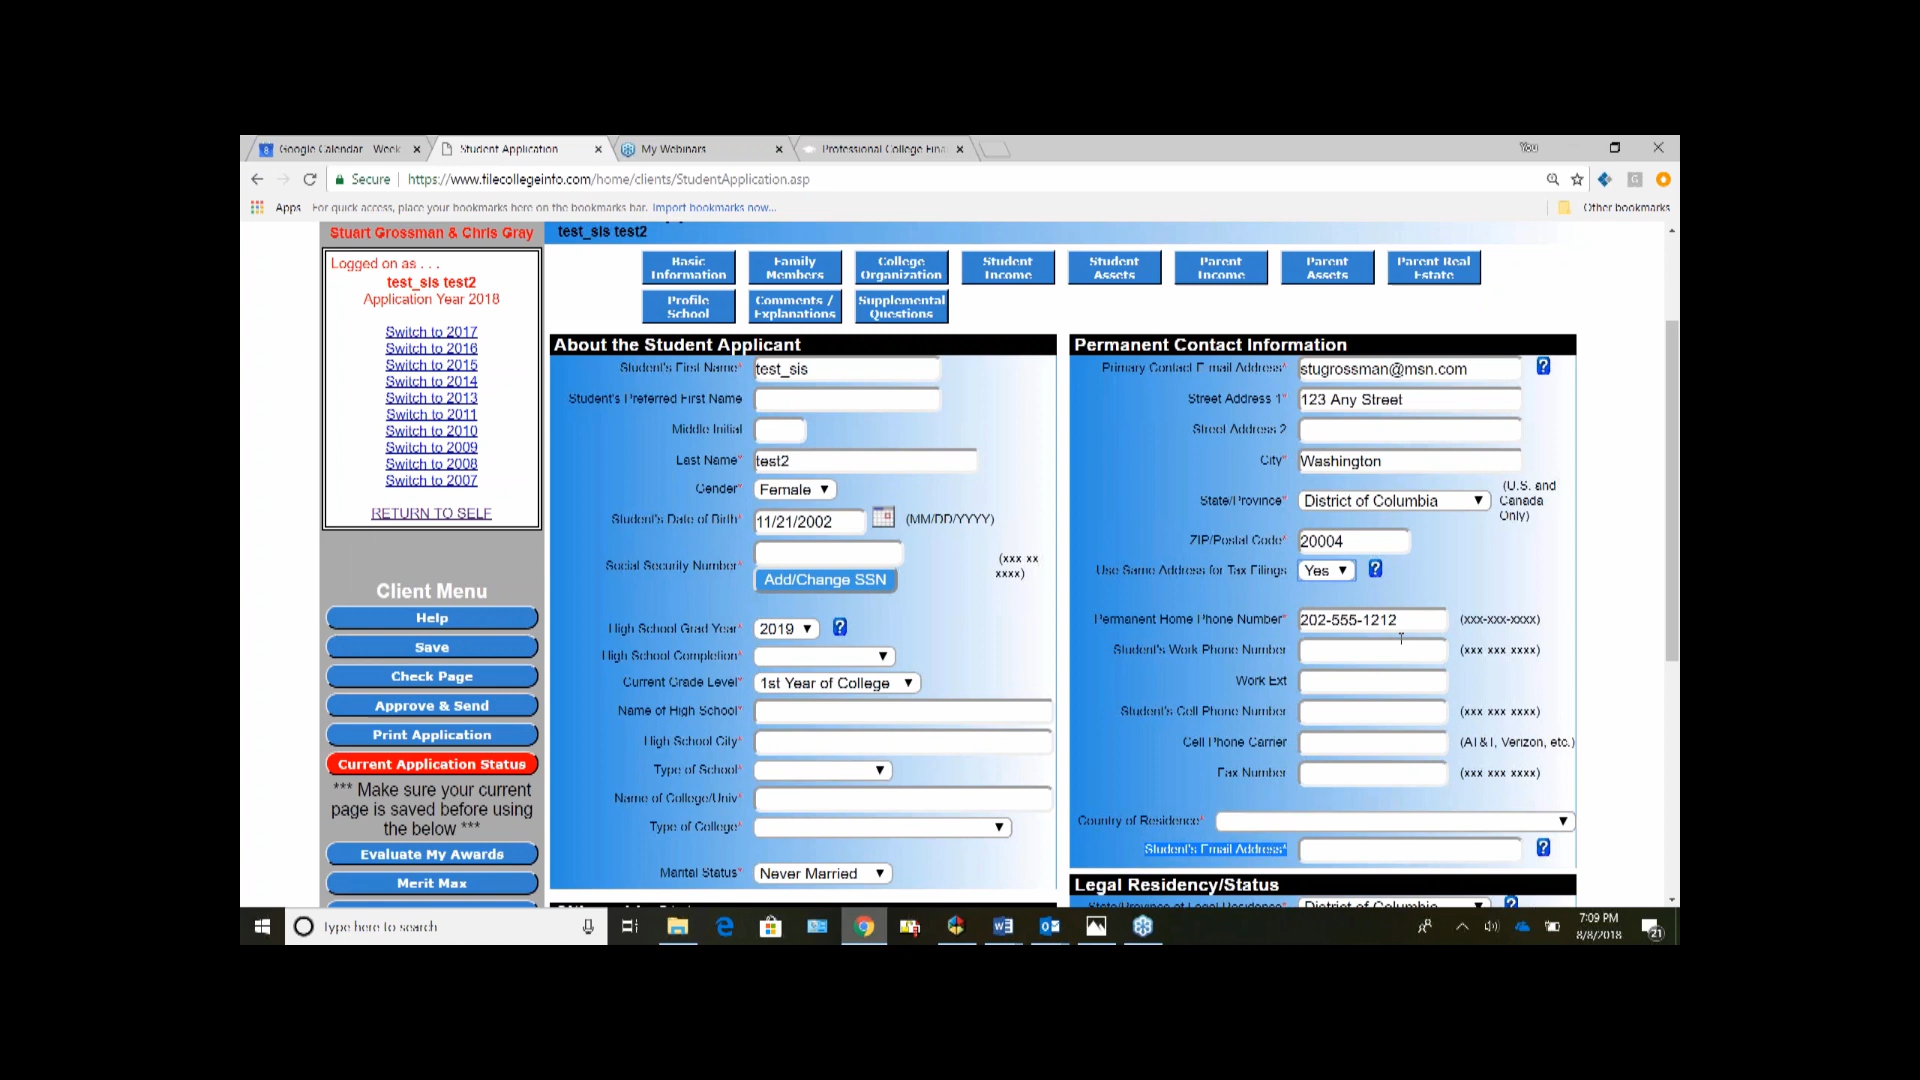 Google Calendar - Week
Student Application
My Webinars
Professional College Fina
You
Secure
https://www.filecollegeinfo.com/home/clients/StudentApplication.asp
Apps
For quick access, place your bookmarks here on the bookmarks bar. Import bookmarks now...
Other bookmarks
Stuart Grossman & Chris Gray
test_sis test2
Logged on as . . .
test_sis test2
Application Year 2018
Switch to 2017
Switch to 2016
Switch to 2015
Switch to 2014
Switch to 2013
Switch to 2011
Switch to 2010
Switch to 2009
Switch to 2008
Switch to 2007
RETURN TO SELF
Client Menu
Help
Save
Check Page
Approve & Send
Print Application
Current Application Status
*** Make sure your current
page is saved before using
the below ***
Evaluate My Awards
Merit Max
Basic Information
Family Members
College Organization
Student Income
Student Assets
Parent Income
Parent Assets
Parent Real Estate
Profile School
Comments / Explanations
Supplemental Questions
About the Student Applicant
Student's First Name* test_sis
Student's Preferred First Name
Middle Initial
Last Name* test2
Gender* Female
Student's Date of Birth* 11/21/2002 (MM/DD/YYYY)
Social Security Number* (xxx xx xxxx)
Add/Change SSN
High School Grad Year* 2019
High School Completion*
Current Grade Level* 1st Year of College
Name of High School*
High School City*
Type of School*
Name of College/Univ*
Type of College*
Marital Status* Never Married
Permanent Contact Information
Primary Contact E-mail Address* stugrossman@msn.com
Street Address 1* 123 Any Street
Street Address 2
City* Washington
State/Province* District of Columbia (U.S. and Canada Only)
ZIP/Postal Code* 20004
Use Same Address for Tax Filings Yes
Permanent Home Phone Number* 202-555-1212 (xxx-xxx-xxxx)
Student's Work Phone Number (xxx xxx xxxx)
Work Ext
Student's Cell Phone Number (xxx xxx xxxx)
Cell Phone Carrier (AT&T, Verizon, etc.)
Fax Number (xxx xxx xxxx)
Country of Residence*
Student's Email Address*
Legal Residency/Status
State/Province of Legal Residence* District of Columbia
Type here to search
7:09 PM
8/8/2018
21